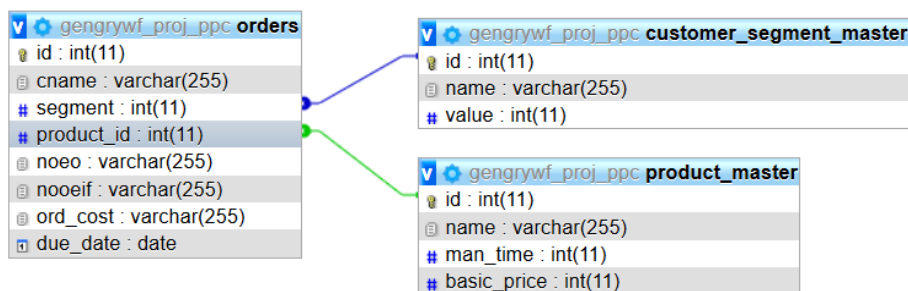 gengrywf_proj_ppc orders
id : int(11)
cname : varchar(255)
segment : int(11)
product_id : int(11)
noeo : varchar(255)
nooeif : varchar(255)
ord_cost : varchar(255)
due_date : date
gengrywf_proj_ppc customer_segment_master
id : int(11)
name : varchar(255)
value : int(11)
gengrywf_proj_ppc product_master
id : int(11)
name : varchar(255)
man_time : int(11)
basic_price : int(11)